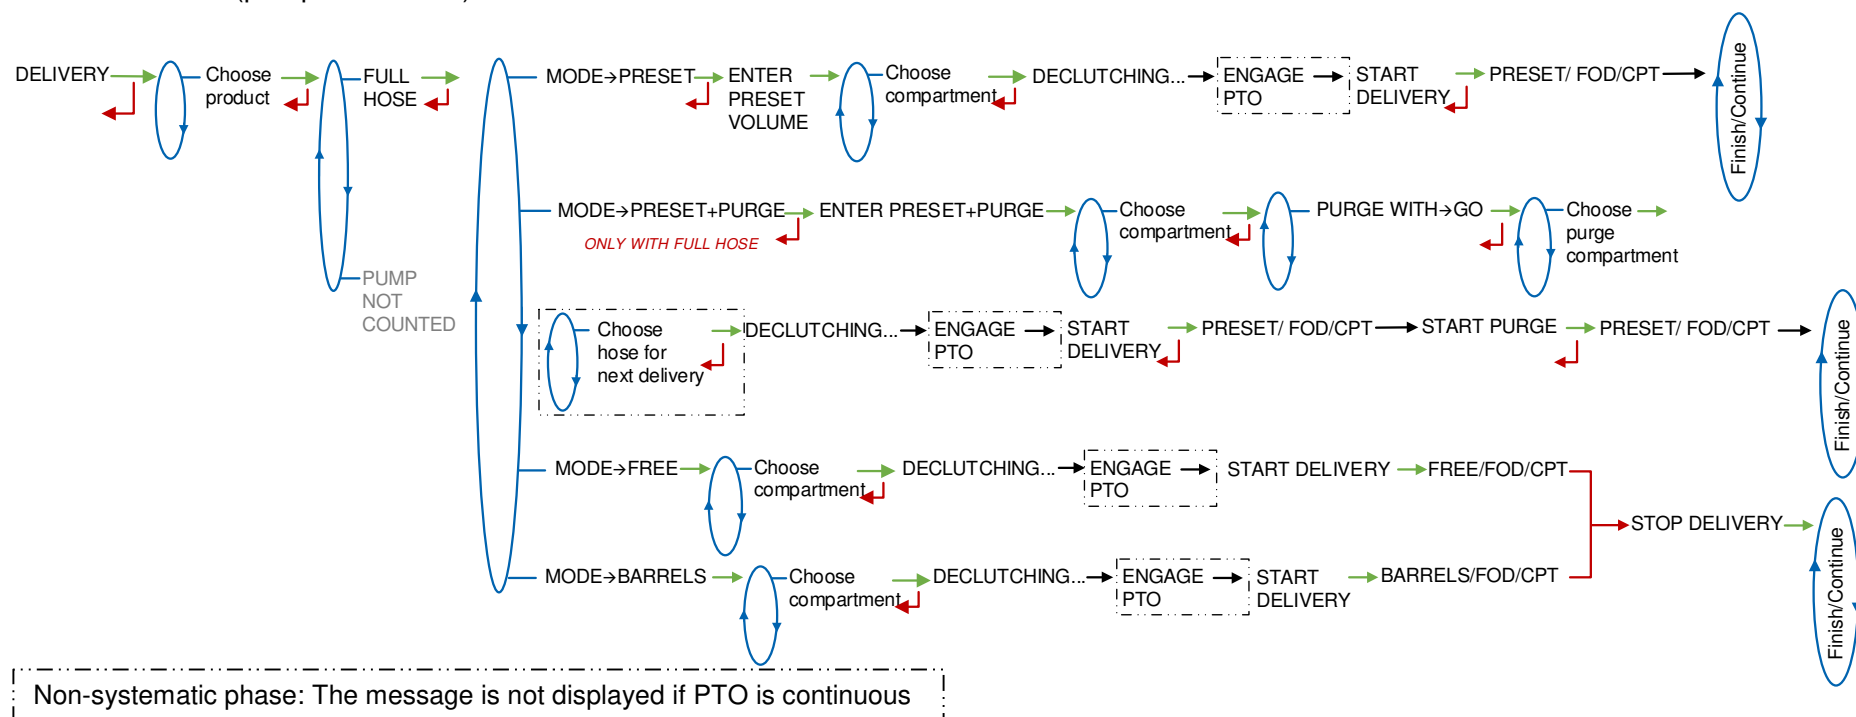 DELIVERY
Choose
product
FULL
HOSE
PUMP
NOT
COUNTED
MODE→PRESET
ENTER
PRESET
VOLUME
Choose
compartment
DECLUTCHING...
ENGAGE
PTO
START
DELIVERY
PRESET/ FOD/CPT
Finish/Continue
MODE→PRESET+PURGE
ONLY WITH FULL HOSE
ENTER PRESET+PURGE
Choose
compartment
PURGE WITH→GO
Choose
purge
compartment
Choose
hose for
next delivery
DECLUTCHING...
ENGAGE
PTO
START
DELIVERY
PRESET/ FOD/CPT
START PURGE
PRESET/ FOD/CPT
Finish/Continue
MODE→FREE
Choose
compartment
DECLUTCHING...
ENGAGE
PTO
START DELIVERY
FREE/FOD/CPT
STOP DELIVERY
Finish/Continue
MODE→BARRELS
Choose
compartment
DECLUTCHING...
ENGAGE
PTO
START
DELIVERY
BARRELS/FOD/CPT
Non-systematic phase: The message is not displayed if PTO is continuous